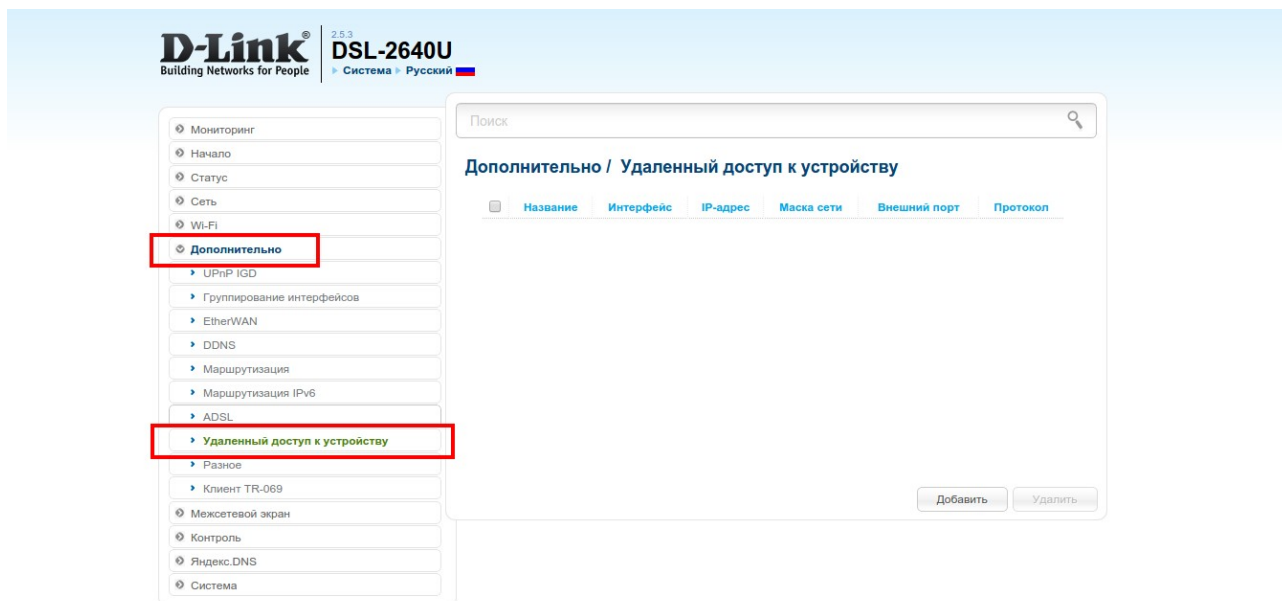 D-Link®
Building Networks for People
2.5.3
DSL-2640U
Система Русский
Мониторинг
Начало
Статус
Сеть
Wi-Fi
Дополнительно
UPnP IGD
Группирование интерфейсов
EtherWAN
DDNS
Маршрутизация
Маршрутизация IPv6
ADSL
Удаленный доступ к устройству
Разное
Клиент TR-069
Межсетевой экран
Контроль
Яндекс.DNS
Система
Поиск
Дополнительно / Удаленный доступ к устройству
Название Интерфейс IP-адрес Маска сети Внешний порт Протокол
Добавить Удалить